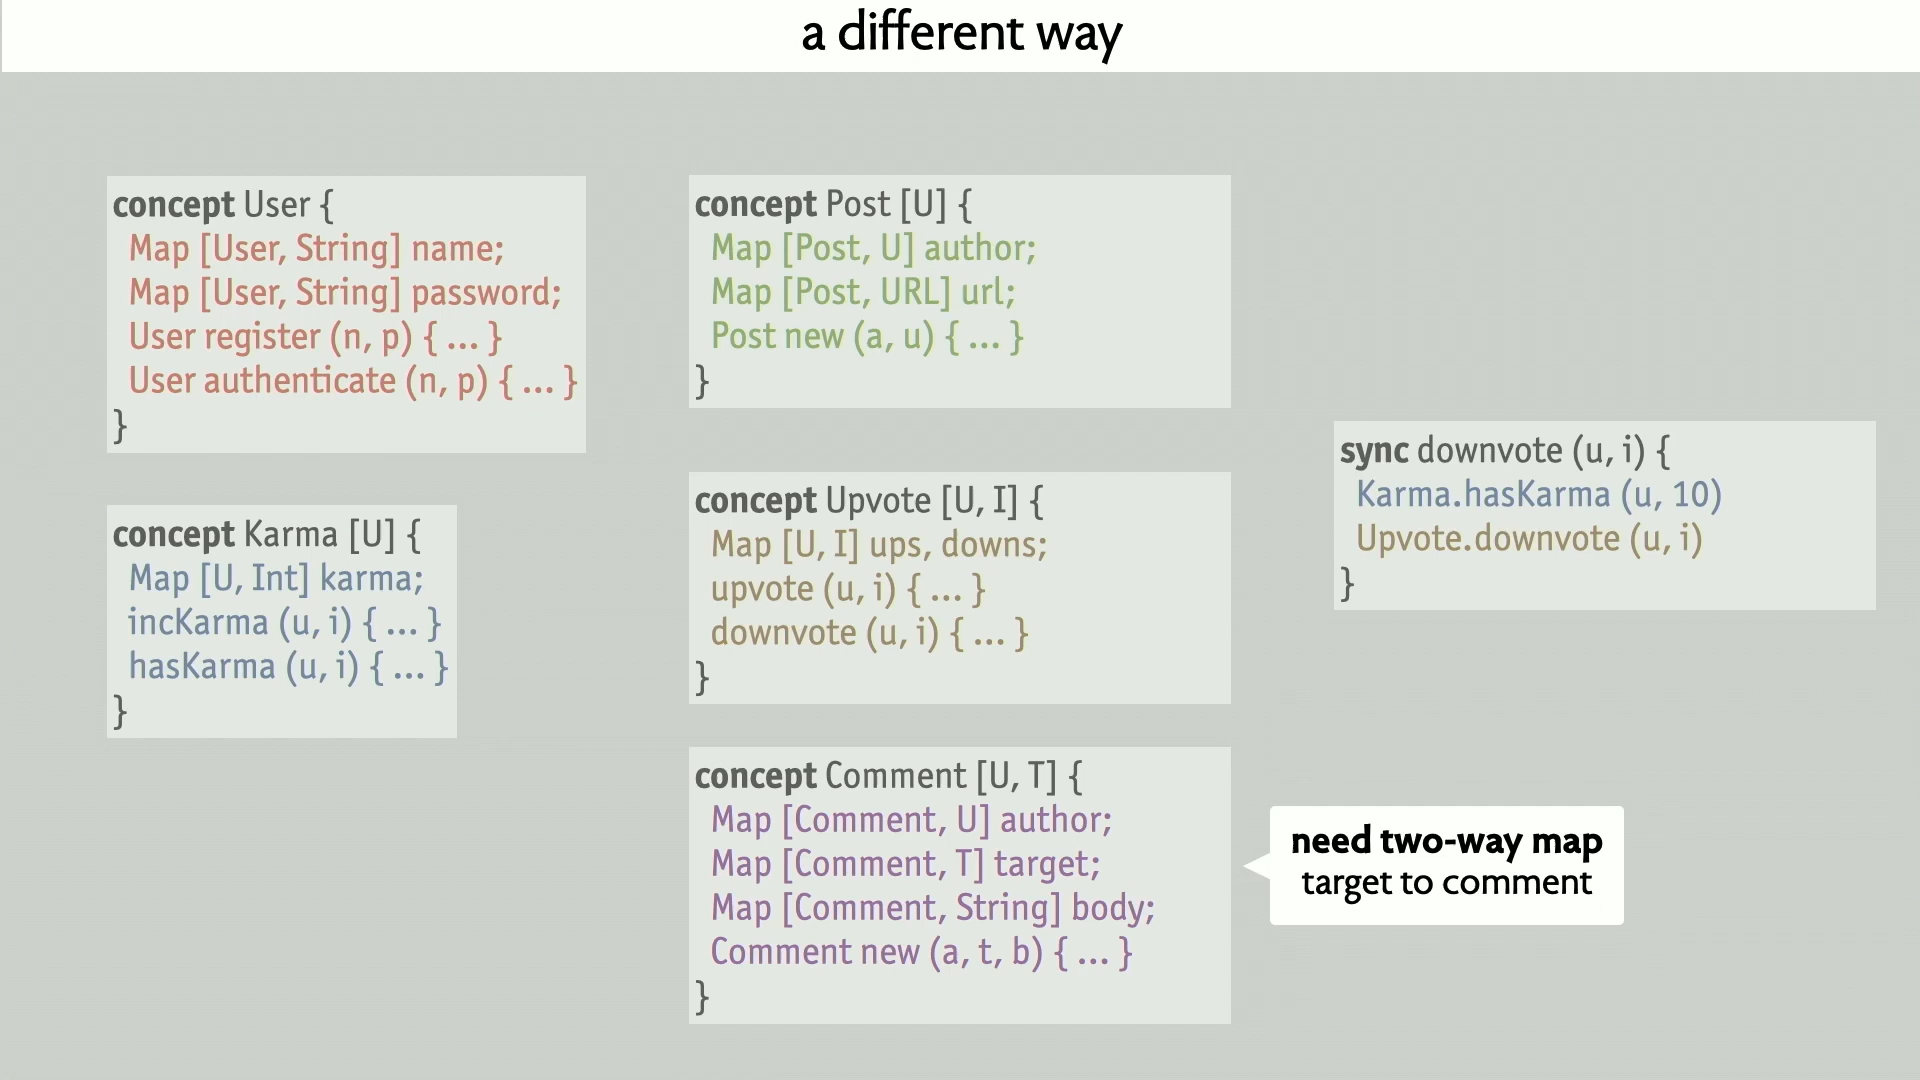 a different way
concept User {
Map [User, String] name;
Map [User, String] password;
User register (n, p) { ... }
User authenticate (n, p) { ... }
}
concept Karma [U] {
Map [U, Int] karma;
incKarma (u, i) { ... }
hasKarma (u, i) { ... }
}
concept Post [U] {
Map [Post, U] author;
Map [Post, URL] url;
Post new (a, u) { ... }
}
concept Upvote [U, I] {
Map [U, I] ups, downs;
upvote (u, i) { ... }
downvote (u, i) { ... }
}
concept Comment [U, T] {
Map [Comment, U] author;
Map [Comment, T] target;
Map [Comment, String] body;
Comment new (a, t, b) { ... }
}
sync downvote (u, i) {
Karma.hasKarma (u, 10)
Upvote.downvote (u, i)
}
need two-way map
target to comment